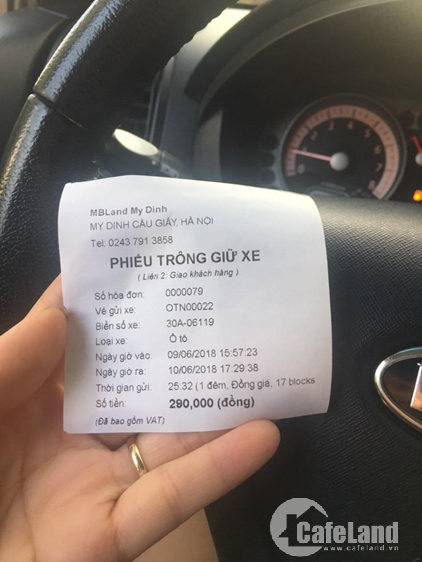 MBLand My Dinh
MY DINH CẦU GIẤY, HÀ NỘI
Tel: 0243 791 3858
PHIẾU TRÔNG GIỮ XE
( Liên 2: Giao khách hàng )
Số hóa đơn: 0000079
Vé gửi xe: OTN00022
Biển số xe: 30A-06119
Loại xe: Ô tô
Ngày giờ vào: 09/06/2018 15:57:23
Ngày giờ ra: 10/06/2018 17:29:38
Thời gian gửi: 25:32 (1 đêm, Đồng giá, 17 blocks
Số tiền: 290,000 (đồng)
(Đã bao gồm VAT)
CafeLand
www.cafeland.vn